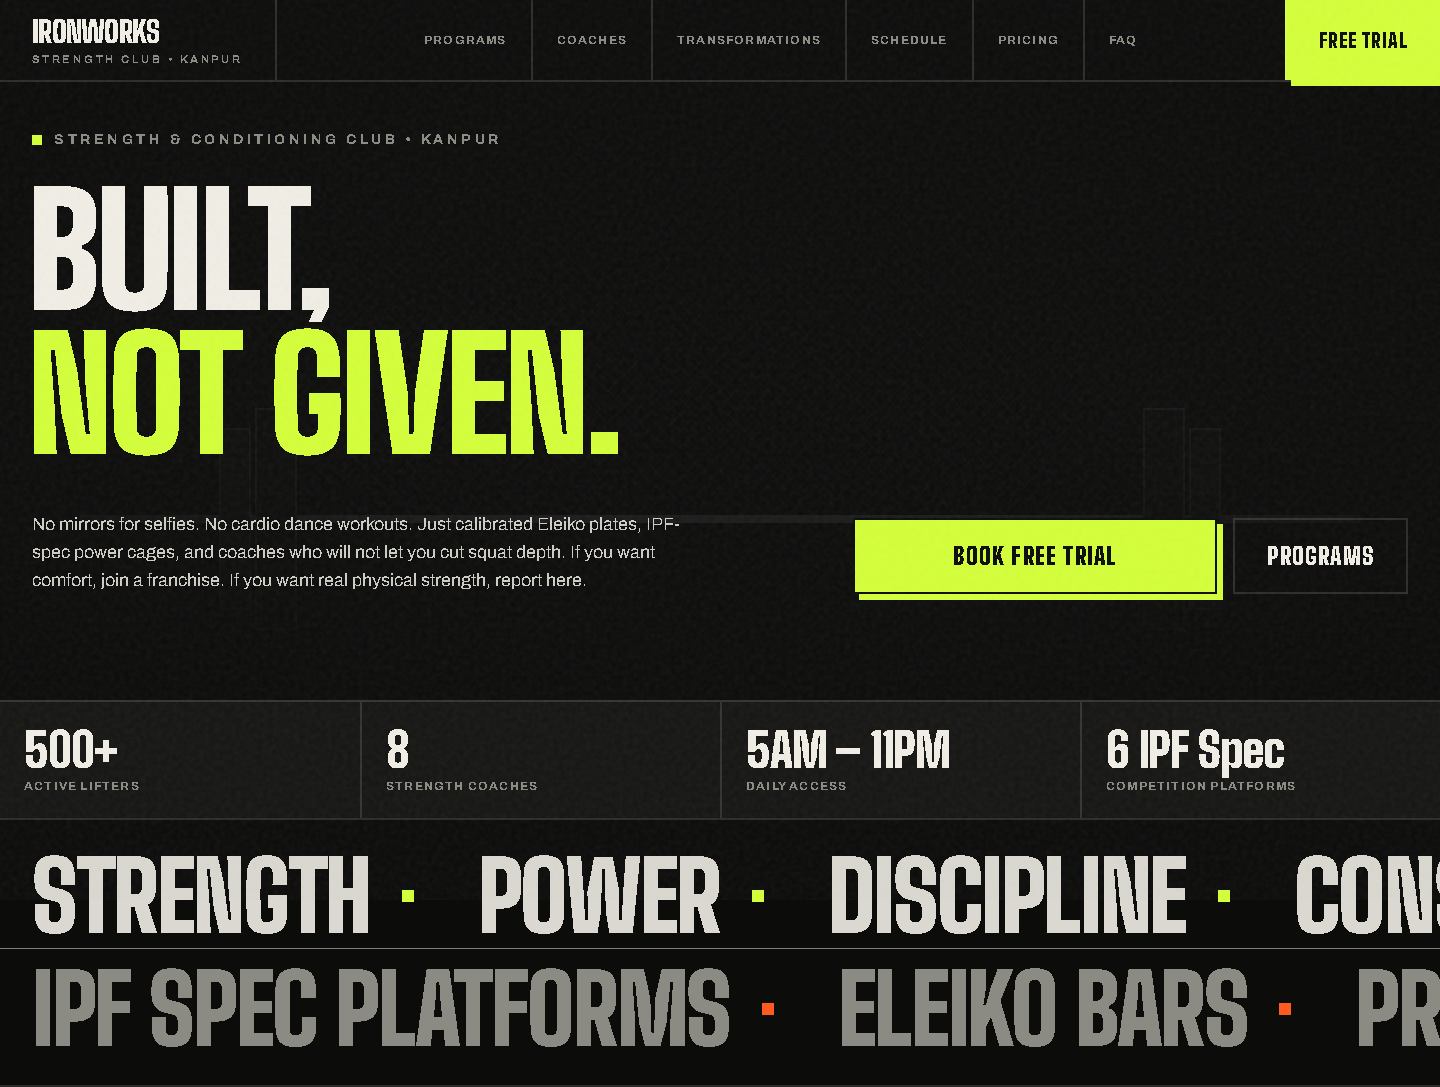 IRONWORKS
STRENGTH CLUB • KANPUR
PROGRAMS
COACHES
TRANSFORMATIONS
SCHEDULE
PRICING
FAQ
FREE TRIAL
STRENGTH & CONDITIONING CLUB • KANPUR
BUILT,
NOT GIVEN.
No mirrors for selfies. No cardio dance workouts. Just calibrated Eleiko plates, IPF-
spec power cages, and coaches who will not let you cut squat depth. If you want
comfort, join a franchise. If you want real physical strength, report here.
BOOK FREE TRIAL
PROGRAMS
500+
ACTIVE LIFTERS
8
STRENGTH COACHES
5AM – 11PM
DAILY ACCESS
6 IPF Spec
COMPETITION PLATFORMS
STRENGTH · POWER · DISCIPLINE · CONS
IPF SPEC PLATFORMS · ELEIKO BARS · PR